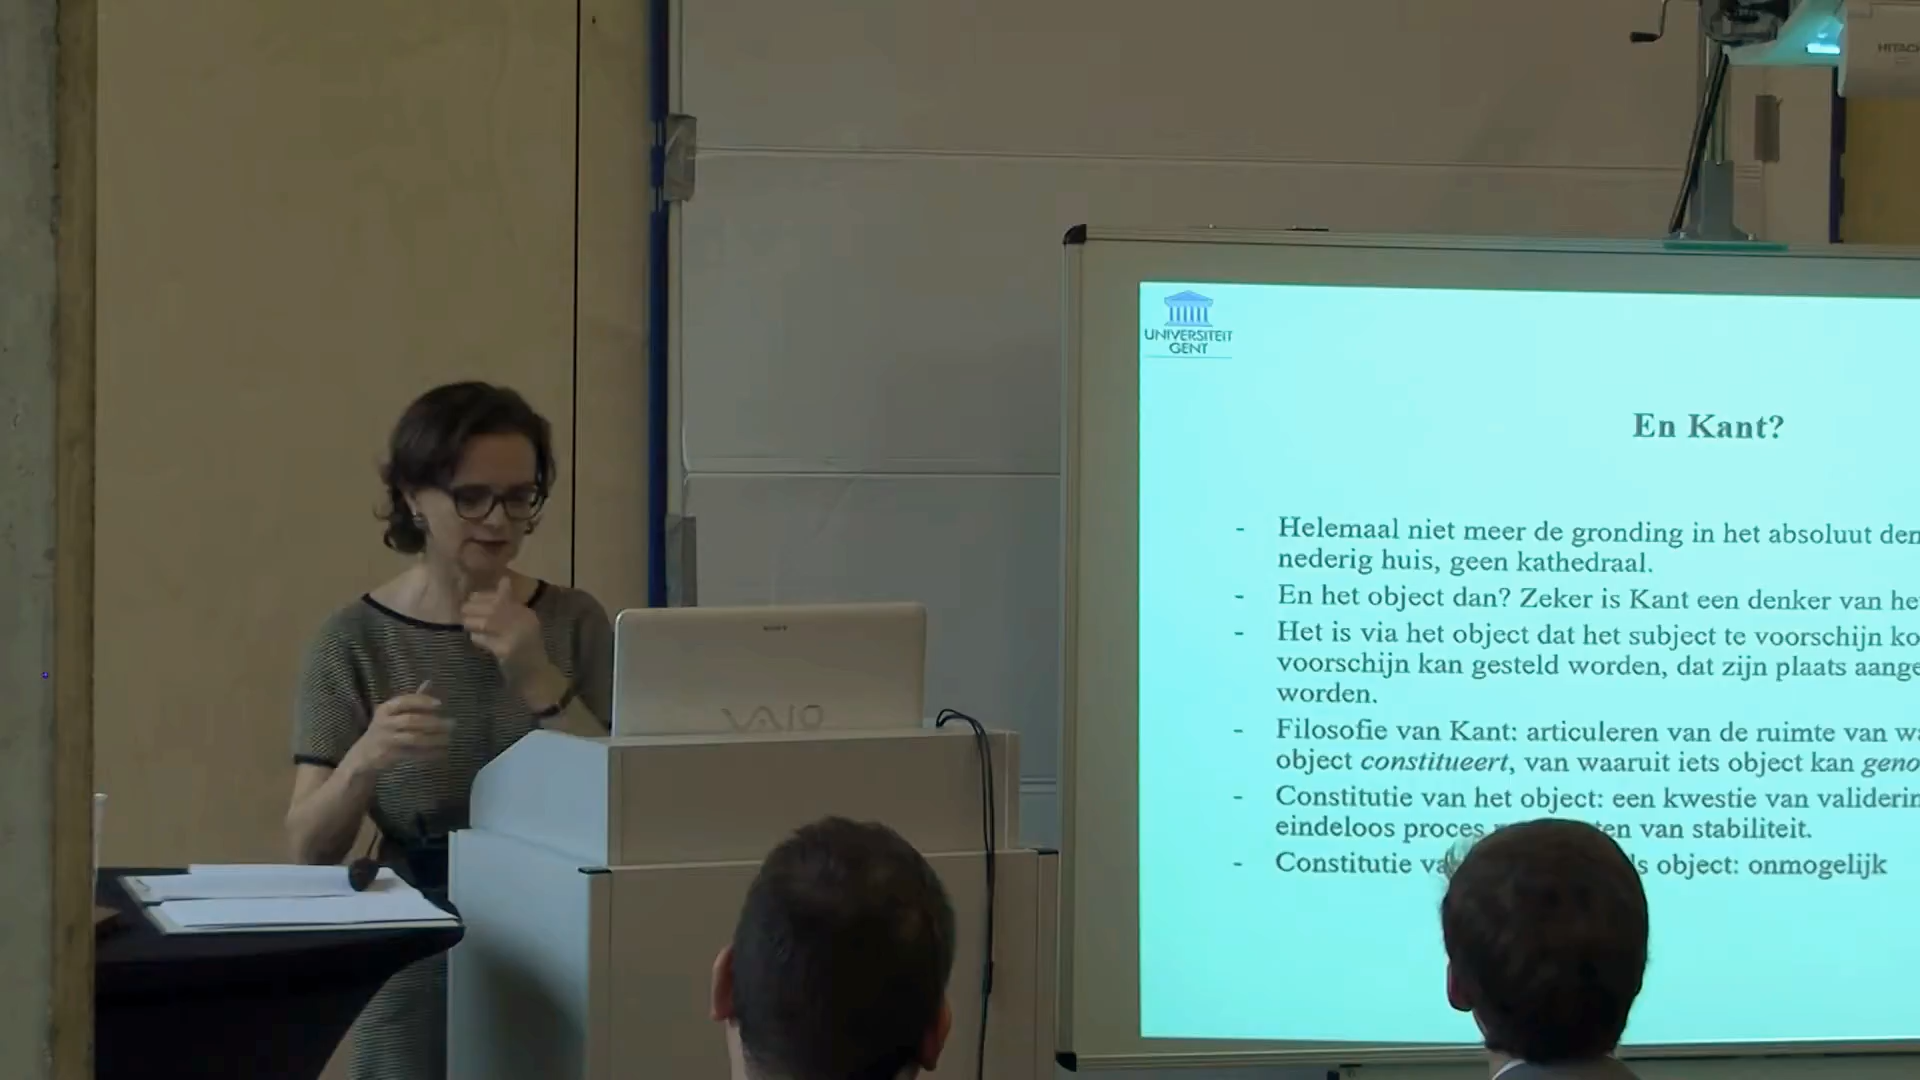 HITACH
UNIVERSITEIT
GENT
En Kant?
- Helemaal niet meer de gronding in het absoluut den
nederig huis, geen kathedraal.
- En het object dan? Zeker is Kant een denker van he
- Het is via het object dat het subject te voorschijn ko
voorschijn kan gesteld worden, dat zijn plaats aange
worden.
- Filosofie van Kant: articuleren van de ruimte van wa
object constitueert, van waaruit iets object kan geno
- Constitutie van het object: een kwestie van validerin
eindeloos proces ten van stabiliteit.
- Constitutie va s object: onmogelijk
SONY
VAIO